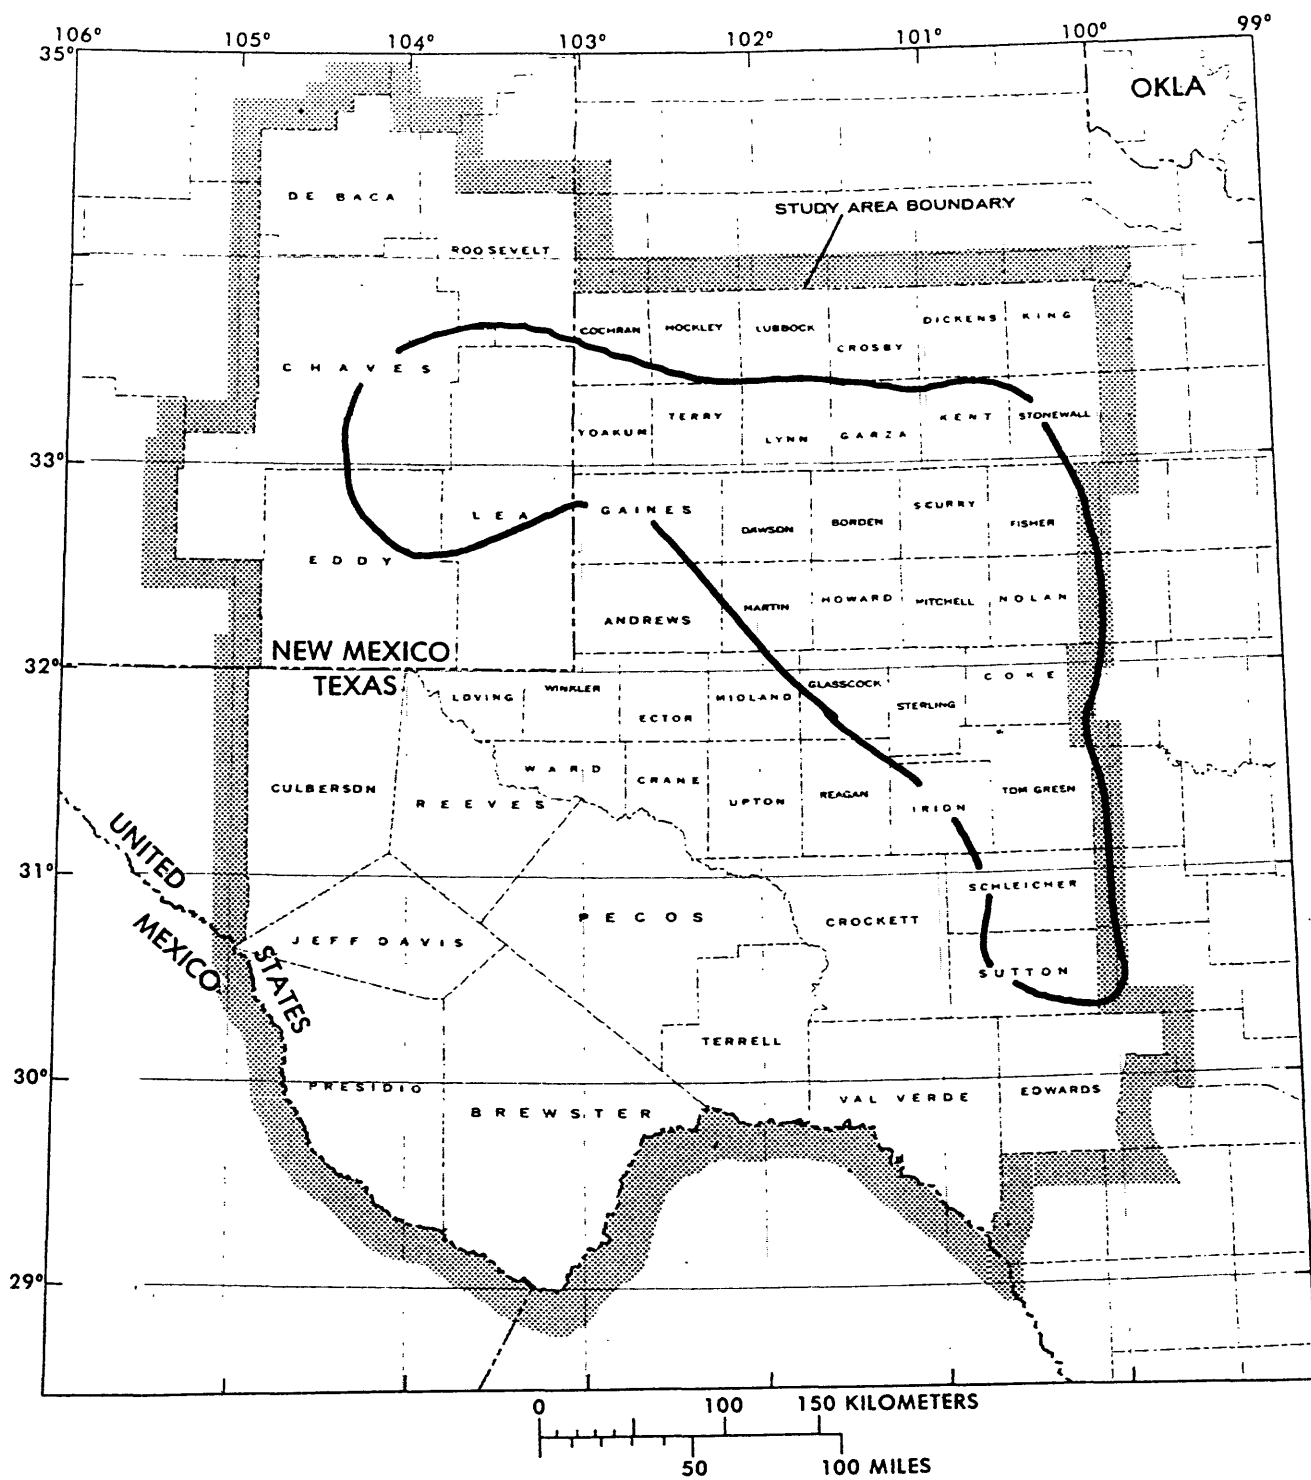 106° 105° 104° 103° 102° 101° 100° 99°
35°
OKLA
DE BACA
STUDY AREA BOUNDARY
ROOSEVELT
COCHRAN HOCKLEY LUBBOCK CROSBY DICKENS KING
CHAVES
YOAKUM TERRY LYNN GARZA KENT STONEWALL
33°
LEA GAINES DAWSON BORDEN SCURRY FISHER
EDDY
ANDREWS MARTIN HOWARD MITCHELL NOLAN
NEW MEXICO
32°
TEXAS
LOVING WINKLER ECTOR MIDLAND GLASSCOCK STERLING COKE
CULBERSON REEVES WARD CRANE UPTON REAGAN IRION TOM GREEN
UNITED STATES
31°
MEXICO
JEFF DAVIS PECOS CROCKETT SCHLEICHER
SUTTON
TERRELL
30°
PRESIDIO BREWSTER VAL VERDE EDWARDS
29°
0 100 150 KILOMETERS
50 100 MILES